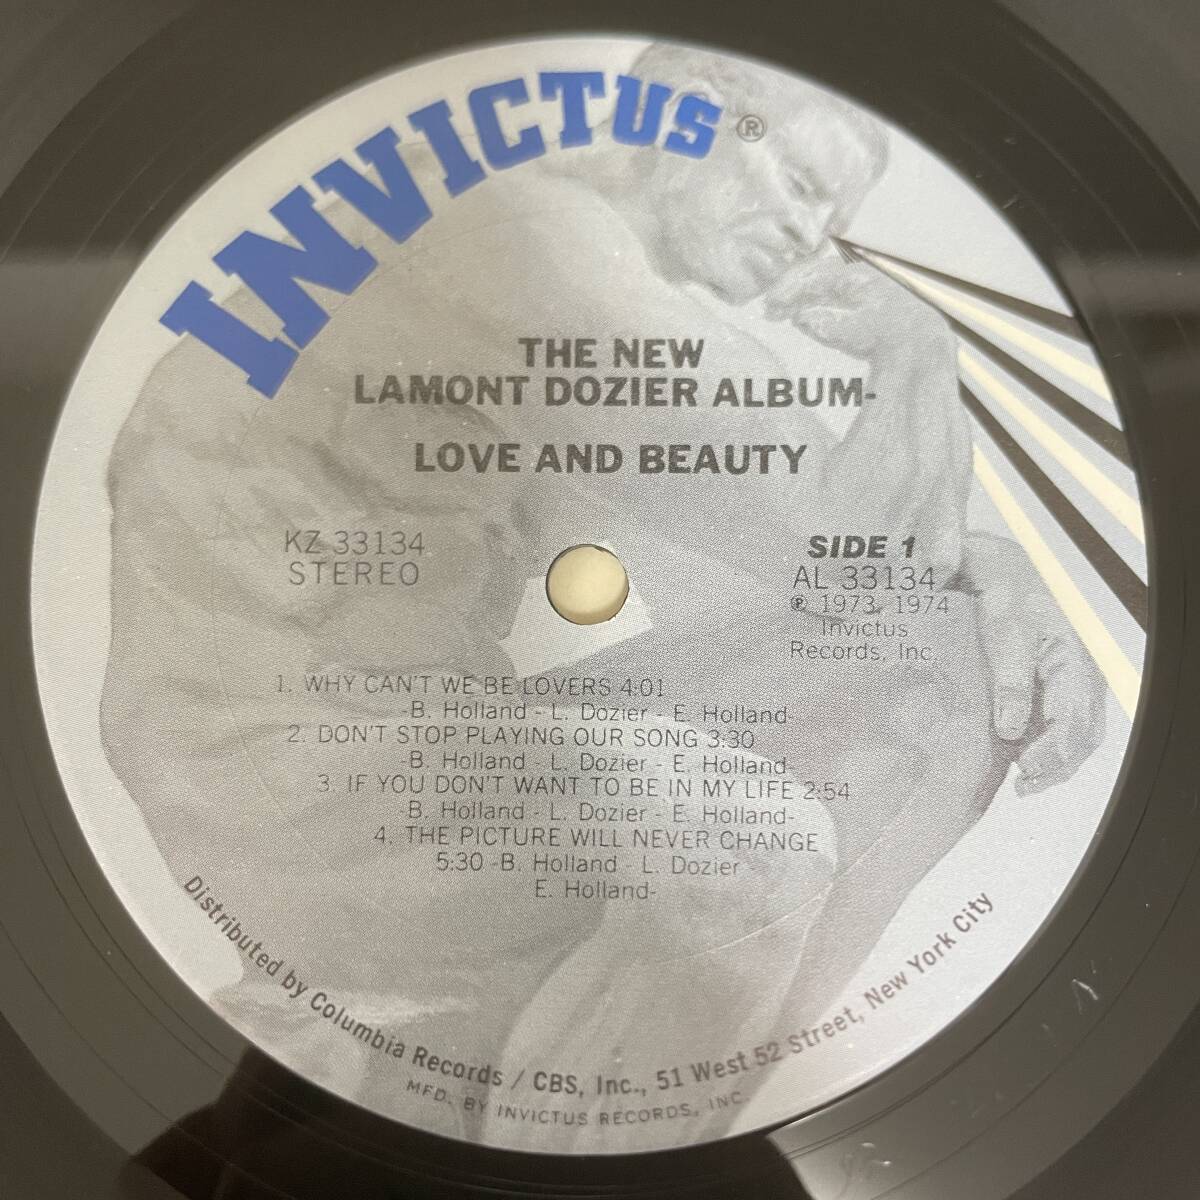 INVICTUS®
THE NEW
LAMONT DOZIER ALBUM-
LOVE AND BEAUTY
KZ 33134
STEREO
SIDE 1
AL 33134
℗ 1973, 1974
Invictus
Records, Inc.
1. WHY CAN'T WE BE LOVERS 4:01
-B. Holland - L. Dozier - E. Holland-
2. DON'T STOP PLAYING OUR SONG 3:30
-B. Holland - L. Dozier - E. Holland-
3. IF YOU DON'T WANT TO BE IN MY LIFE 2:54
-B. Holland - L. Dozier - E. Holland-
4. THE PICTURE WILL NEVER CHANGE
5:30 -B. Holland - L. Dozier -
E. Holland-
Distributed by Columbia Records / CBS, Inc., 51 West 52 Street, New York City
MFD. BY INVICTUS RECORDS, INC.